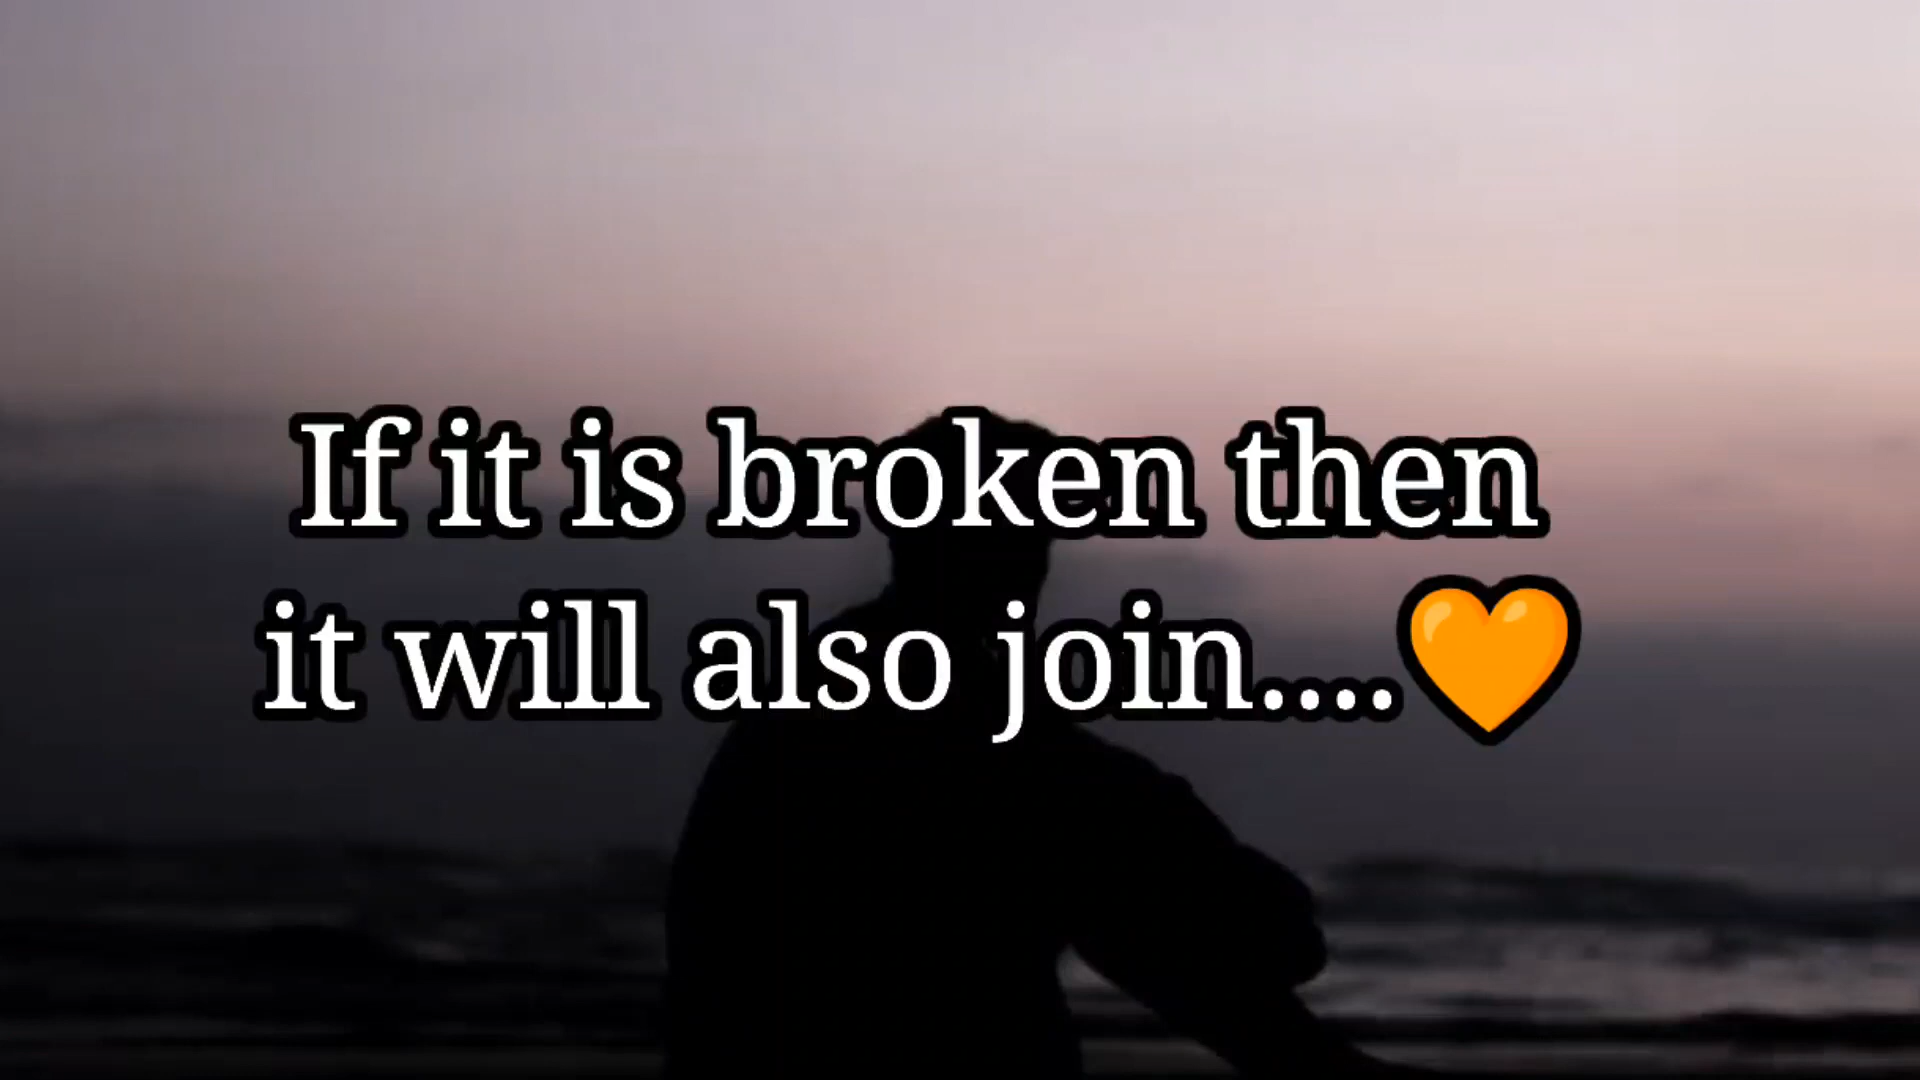 If it is broken then
it will also join....🧡